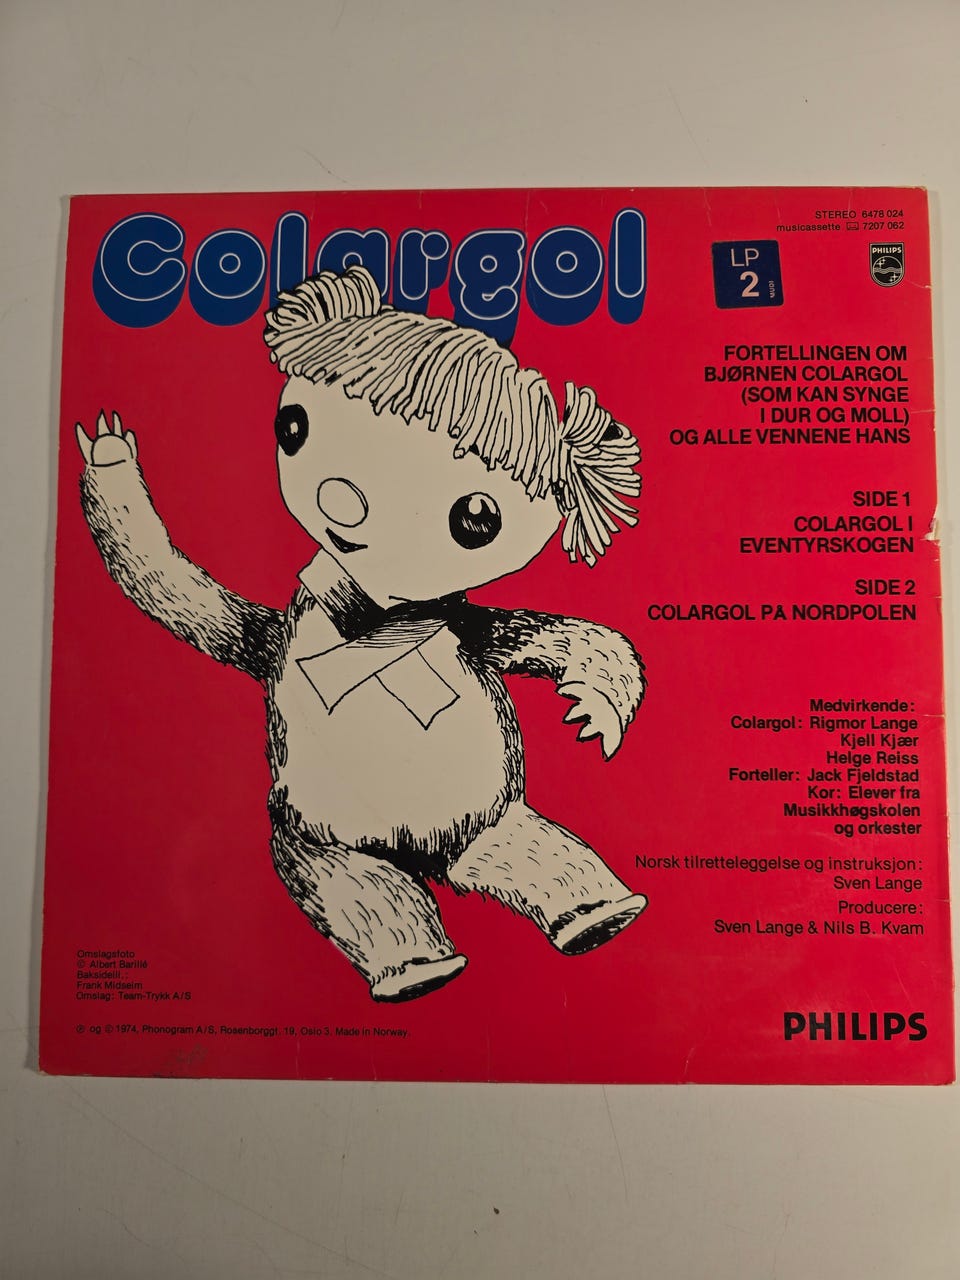 Colargol
STEREO 6478 024
musicassette 7207 062
LP
2
MUDI
PHILIPS
FORTELLINGEN OM
BJØRNEN COLARGOL
(SOM KAN SYNGE
I DUR OG MOLL)
OG ALLE VENNENE HANS
SIDE 1
COLARGOL I
EVENTYRSKOGEN
SIDE 2
COLARGOL PÅ NORDPOLEN
Medvirkende:
Colargol: Rigmor Lange
Kjell Kjær
Helge Reiss
Forteller: Jack Fjeldstad
Kor: Elever fra
Musikkhøgskolen
og orkester
Norsk tilretteleggelse og instruksjon:
Sven Lange
Producere:
Sven Lange & Nils B. Kvam
Omslagsfoto
© Albert Barillé
Baksideill.:
Frank Midseim
Omslag: Team-Trykk A/S
℗ og © 1974, Phonogram A/S, Rosenborggt. 19, Oslo 3. Made in Norway.
PHILIPS